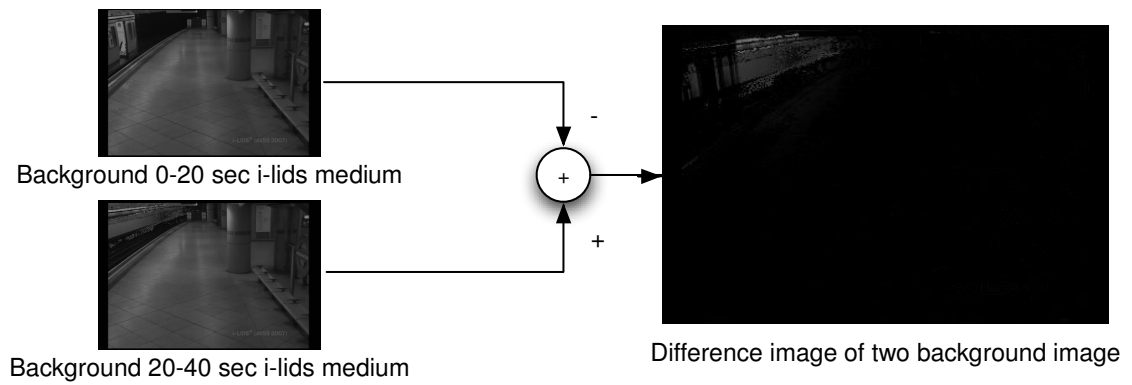 Background 0-20 sec i-lids medium
-
+
+
Background 20-40 sec i-lids medium
Difference image of two background image